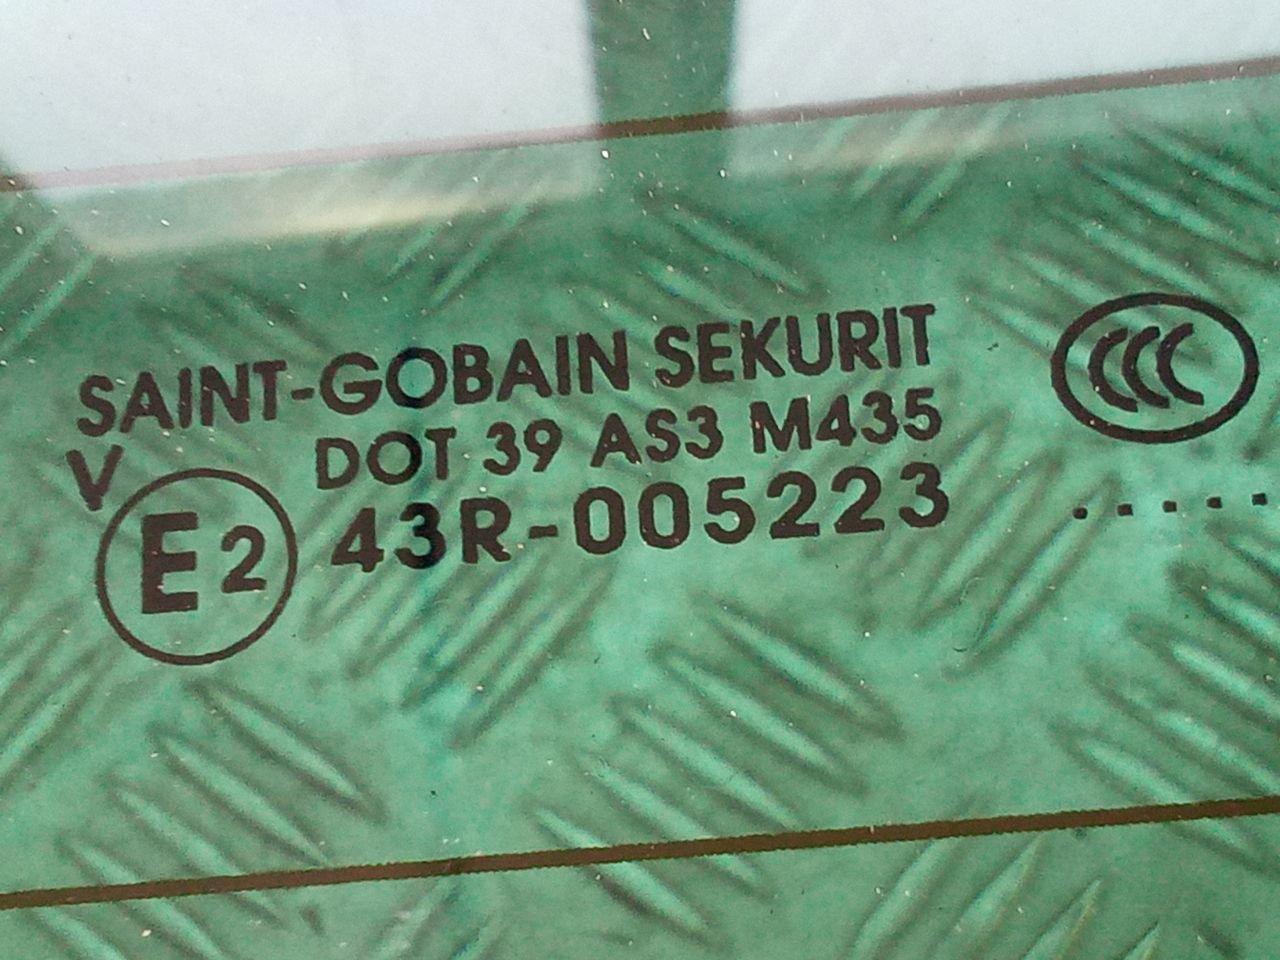 SAINT-GOBAIN SEKURIT
CCC
DOT 39 AS3 M435
V
E2 43R-005223
.....